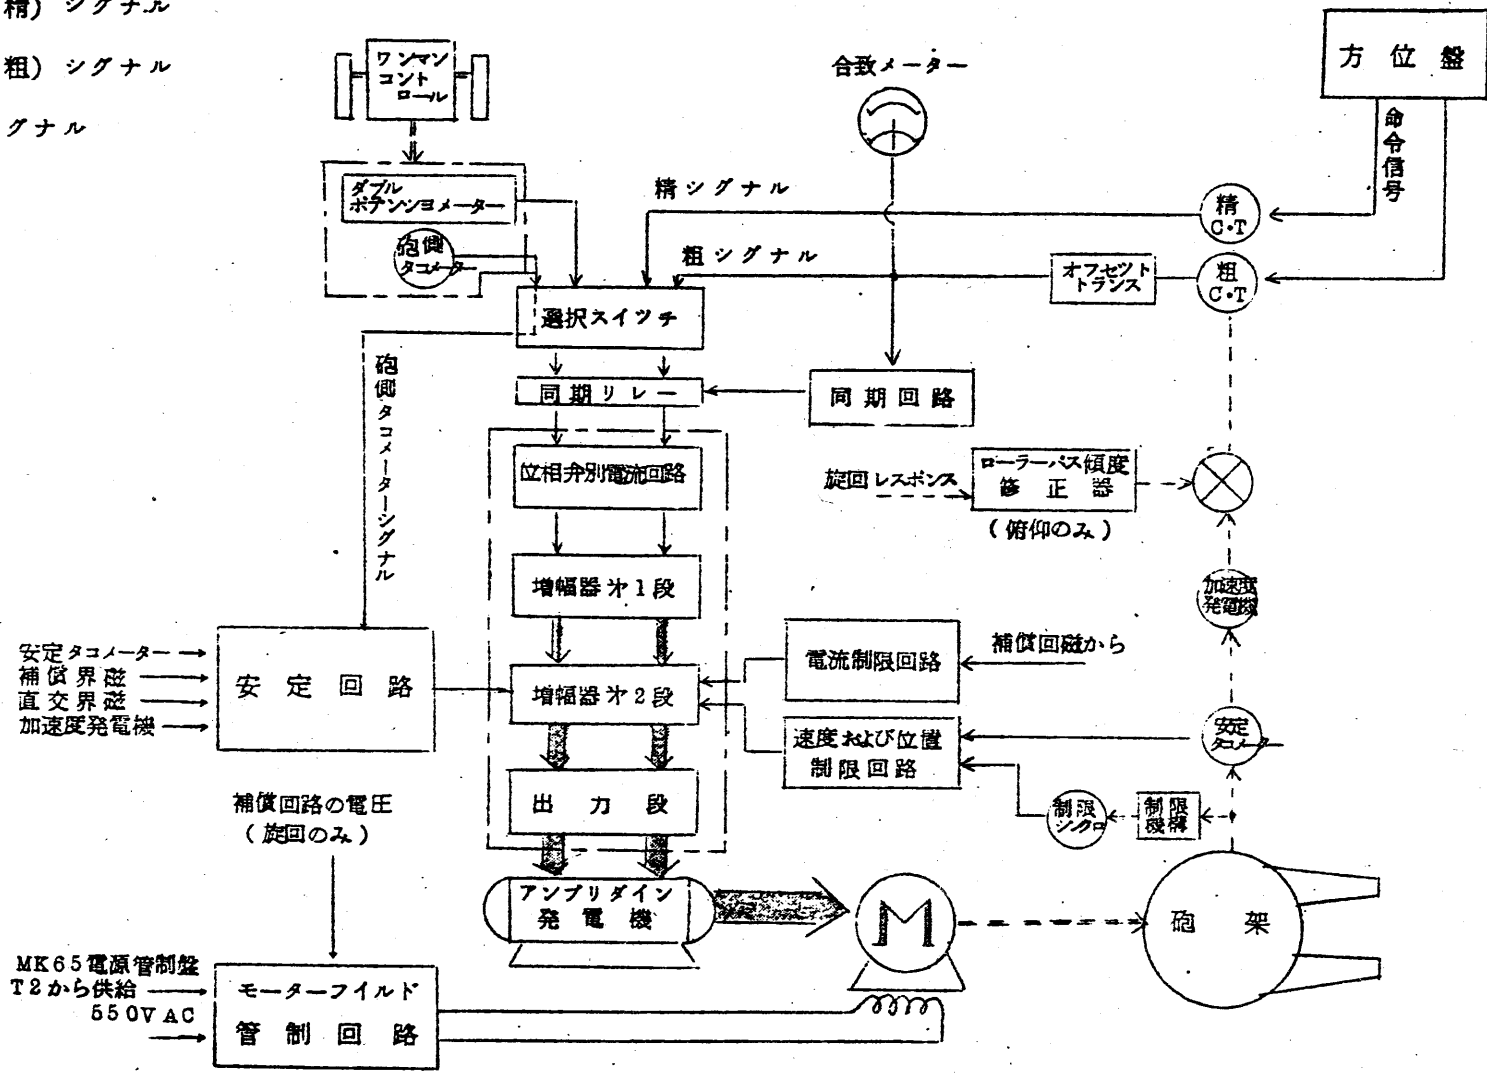 精) シグナル
粗) シグナル
グナル
ワンマン
コント
ロール
合致メーター
方位盤
命令信号
ダブル
ポテンショメーター
砲側
タコメーター
精シグナル
精
C・T
粗シグナル
オフセット
トランス
粗
C・T
選択スイッチ
砲側タコメーターシグナル
同期リレー
同期回路
位相弁別電流回路
旋回レスポンス
ローラーパス傾度
修正器
(俯仰のみ)
増幅器才1段
加速度
発電機
安定タコメーター
補償界磁
直交界磁
加速度発電機
安定回路
増幅器才2段
電流制限回路
補償回磁から
速度および位置
制限回路
安定
タコメーター
出力段
制限
シクロ
制限
機構
補償回路の電圧
(旋回のみ)
アンプリダイン
発電機
M
砲架
MK65電源管制盤
T2から供給
550VAC
モーターフイルド
管制回路